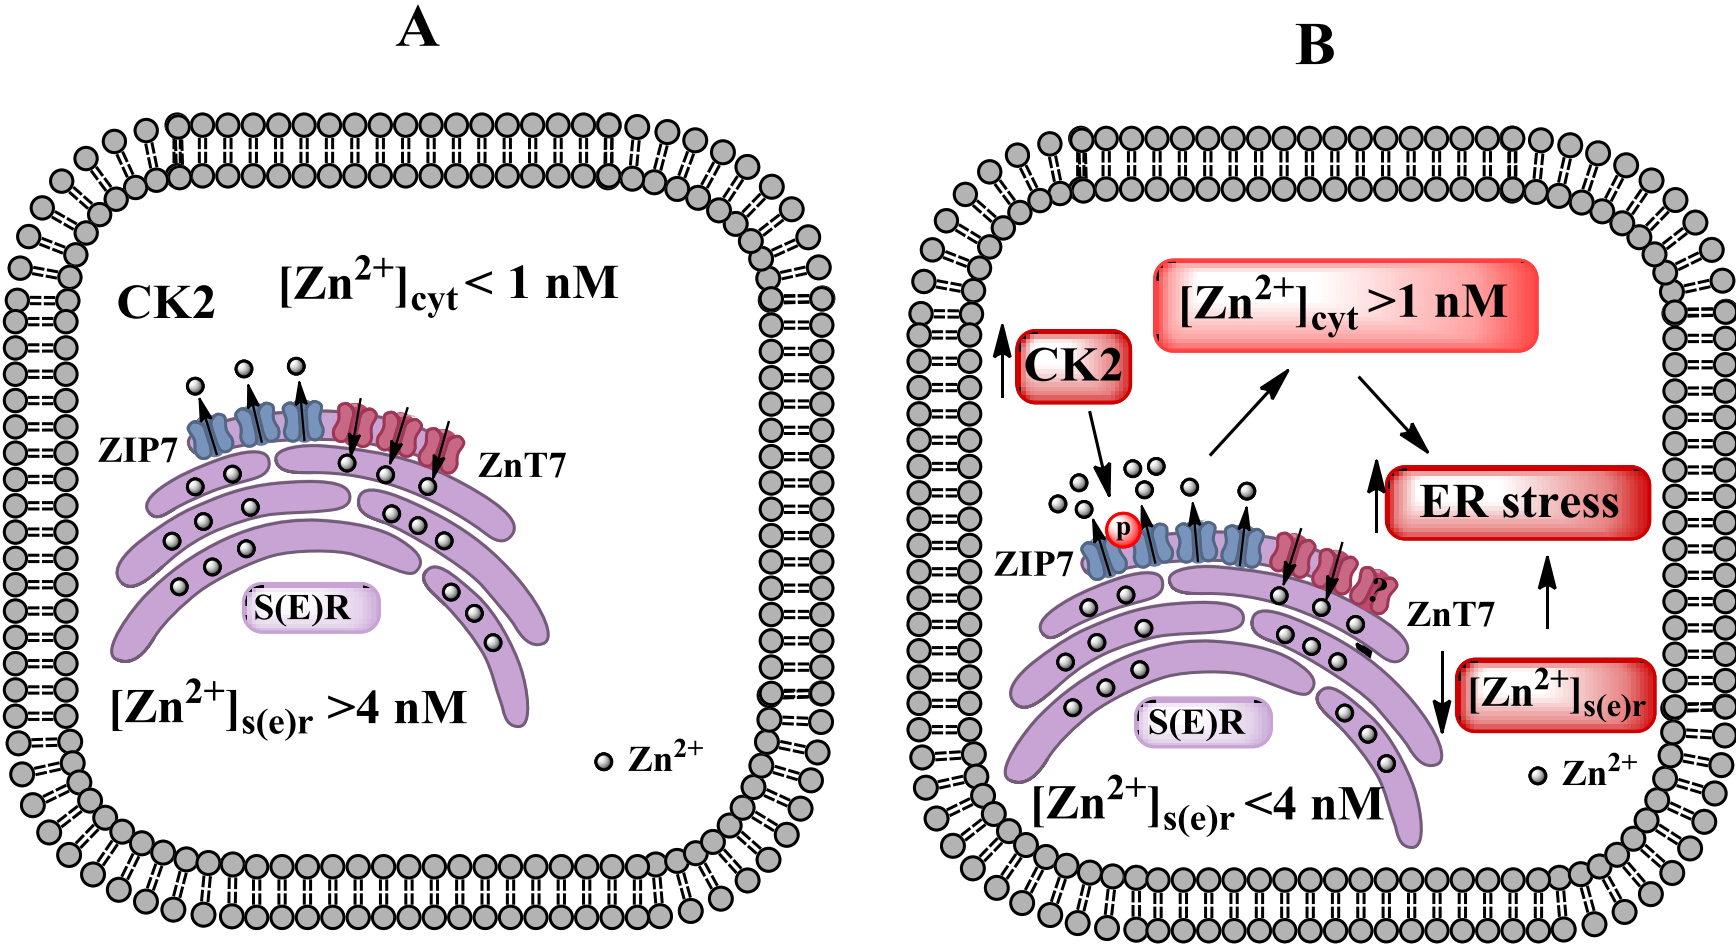 A
CK2
[Zn²⁺]cyt < 1 nM
ZIP7
ZnT7
S(E)R
[Zn²⁺]s(e)r >4 nM
Zn²⁺
B
[Zn²⁺]cyt >1 nM
CK2
ER stress
p
ZIP7
?
ZnT7
[Zn²⁺]s(e)r
S(E)R
Zn²⁺
[Zn²⁺]s(e)r <4 nM